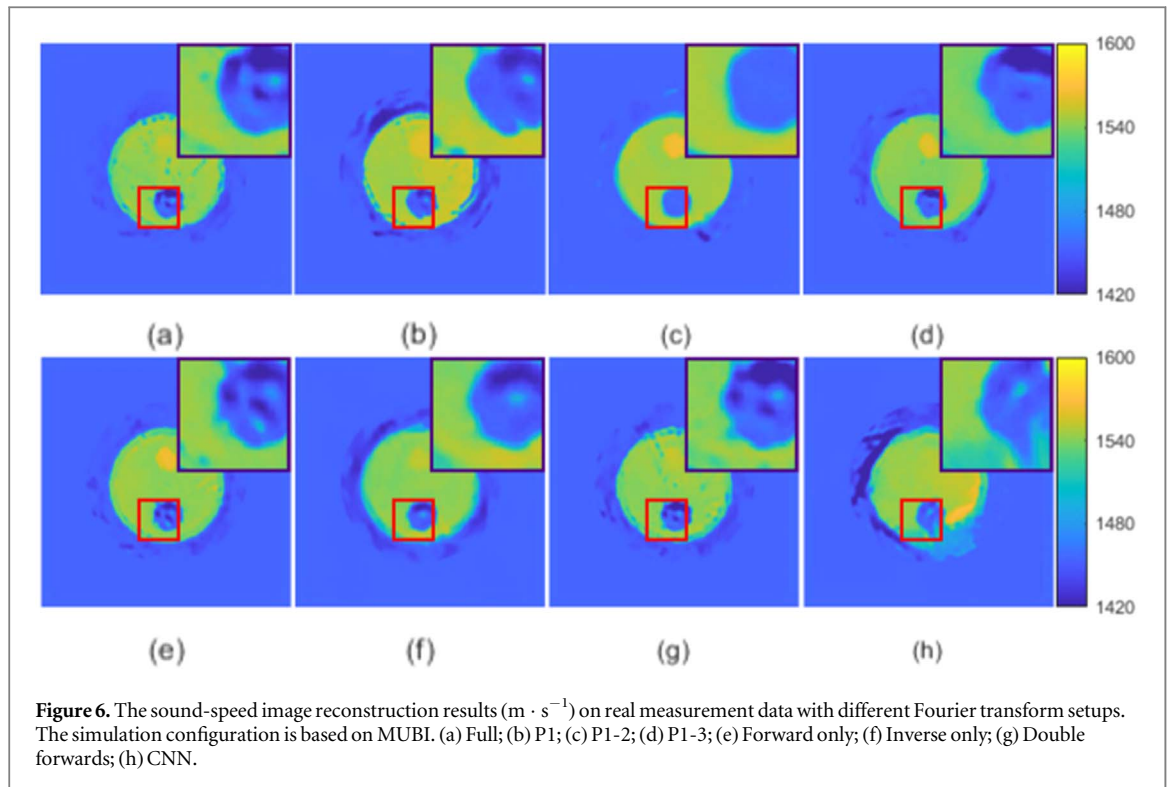 1600
1540
1480
1420
(a)
(b)
(c)
(d)
1600
1540
1480
1420
(e)
(f)
(g)
(h)
Figure 6. The sound-speed image reconstruction results (m · s⁻¹) on real measurement data with different Fourier transform setups.
The simulation configuration is based on MUBI. (a) Full; (b) P1; (c) P1-2; (d) P1-3; (e) Forward only; (f) Inverse only; (g) Double
forwards; (h) CNN.